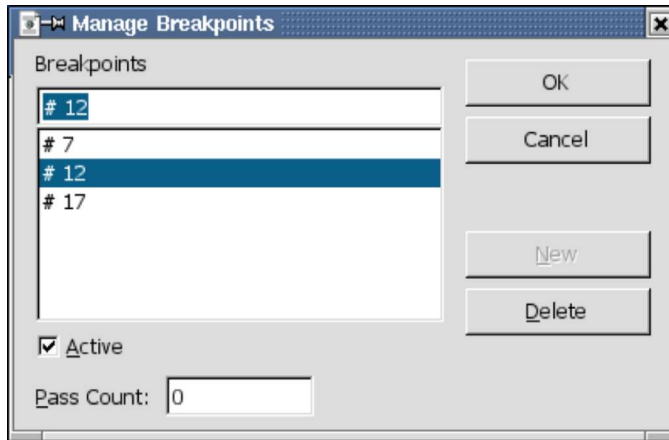 Manage Breakpoints
Breakpoints
# 12
# 7
# 12
# 17
OK
Cancel
New
Delete
Active
Pass Count: 0